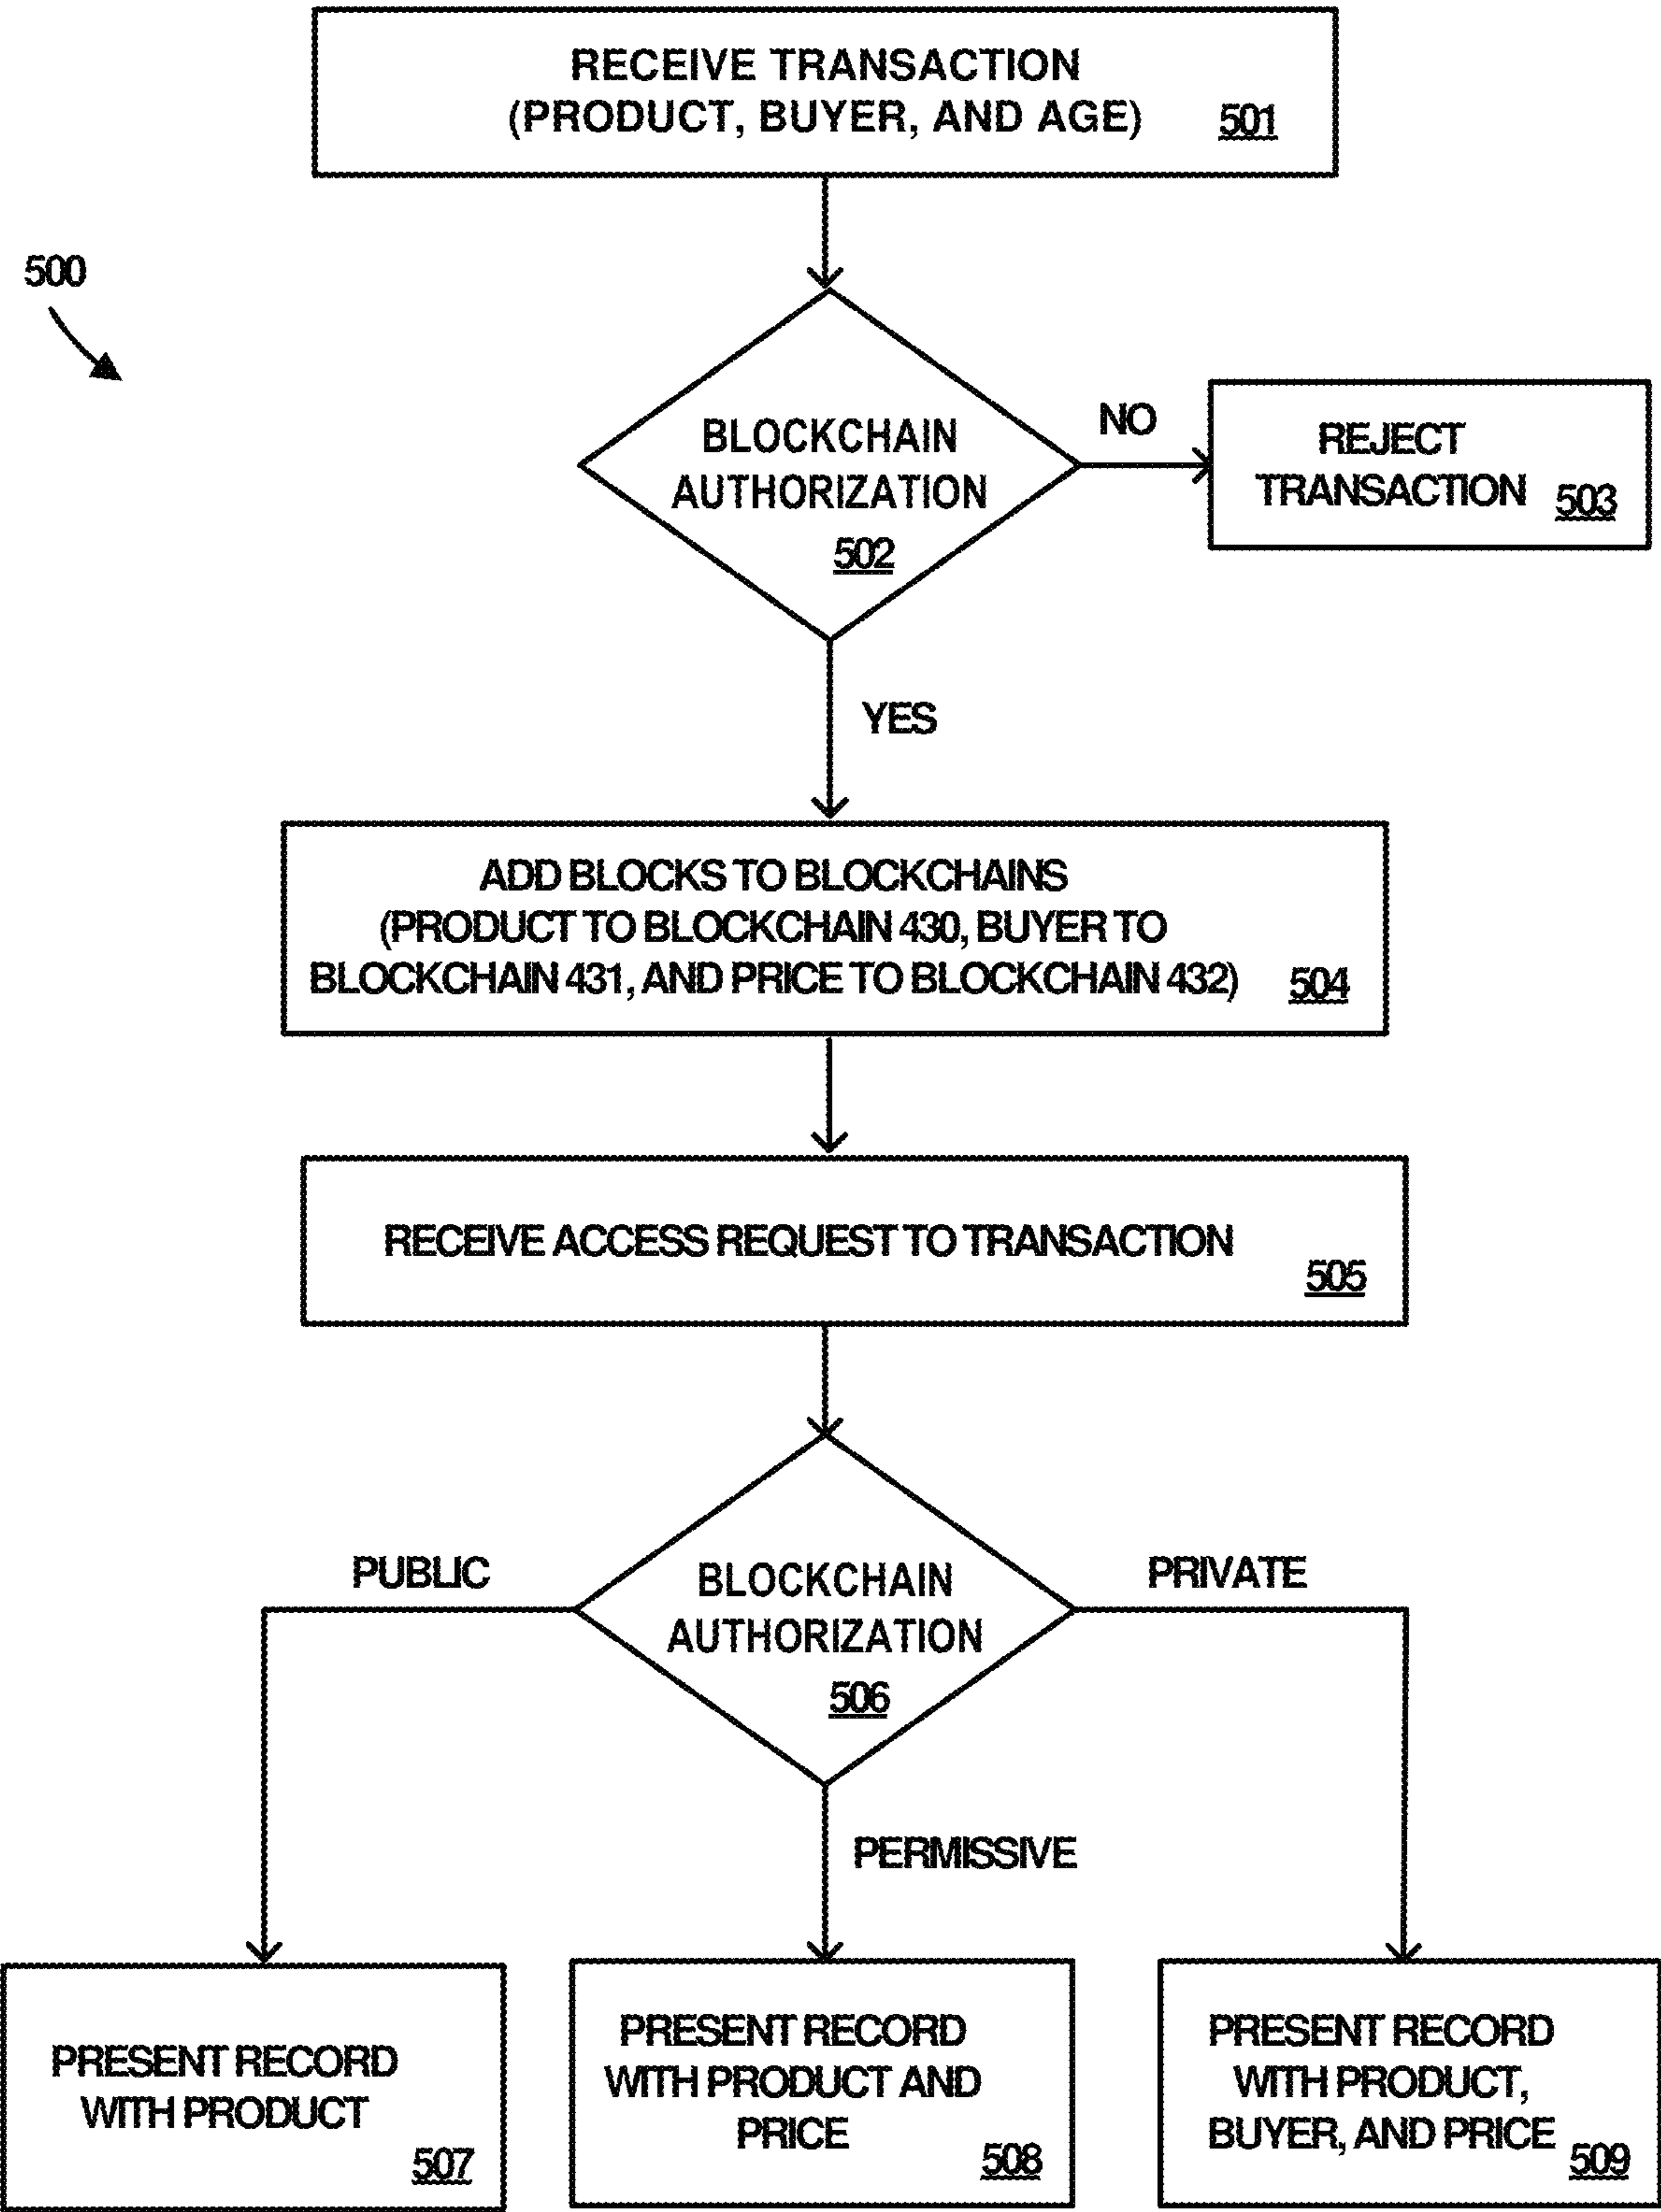 RECEIVE TRANSACTION
(PRODUCT, BUYER, AND AGE) 501
500
BLOCKCHAIN
AUTHORIZATION
502
NO
REJECT
TRANSACTION 503
YES
ADD BLOCKS TO BLOCKCHAINS
(PRODUCT TO BLOCKCHAIN 430, BUYER TO
BLOCKCHAIN 431, AND PRICE TO BLOCKCHAIN 432) 504
RECEIVE ACCESS REQUEST TO TRANSACTION
505
PUBLIC
BLOCKCHAIN
AUTHORIZATION
506
PRIVATE
PERMISSIVE
PRESENT RECORD
WITH PRODUCT
507
PRESENT RECORD
WITH PRODUCT AND
PRICE
508
PRESENT RECORD
WITH PRODUCT,
BUYER, AND PRICE
509